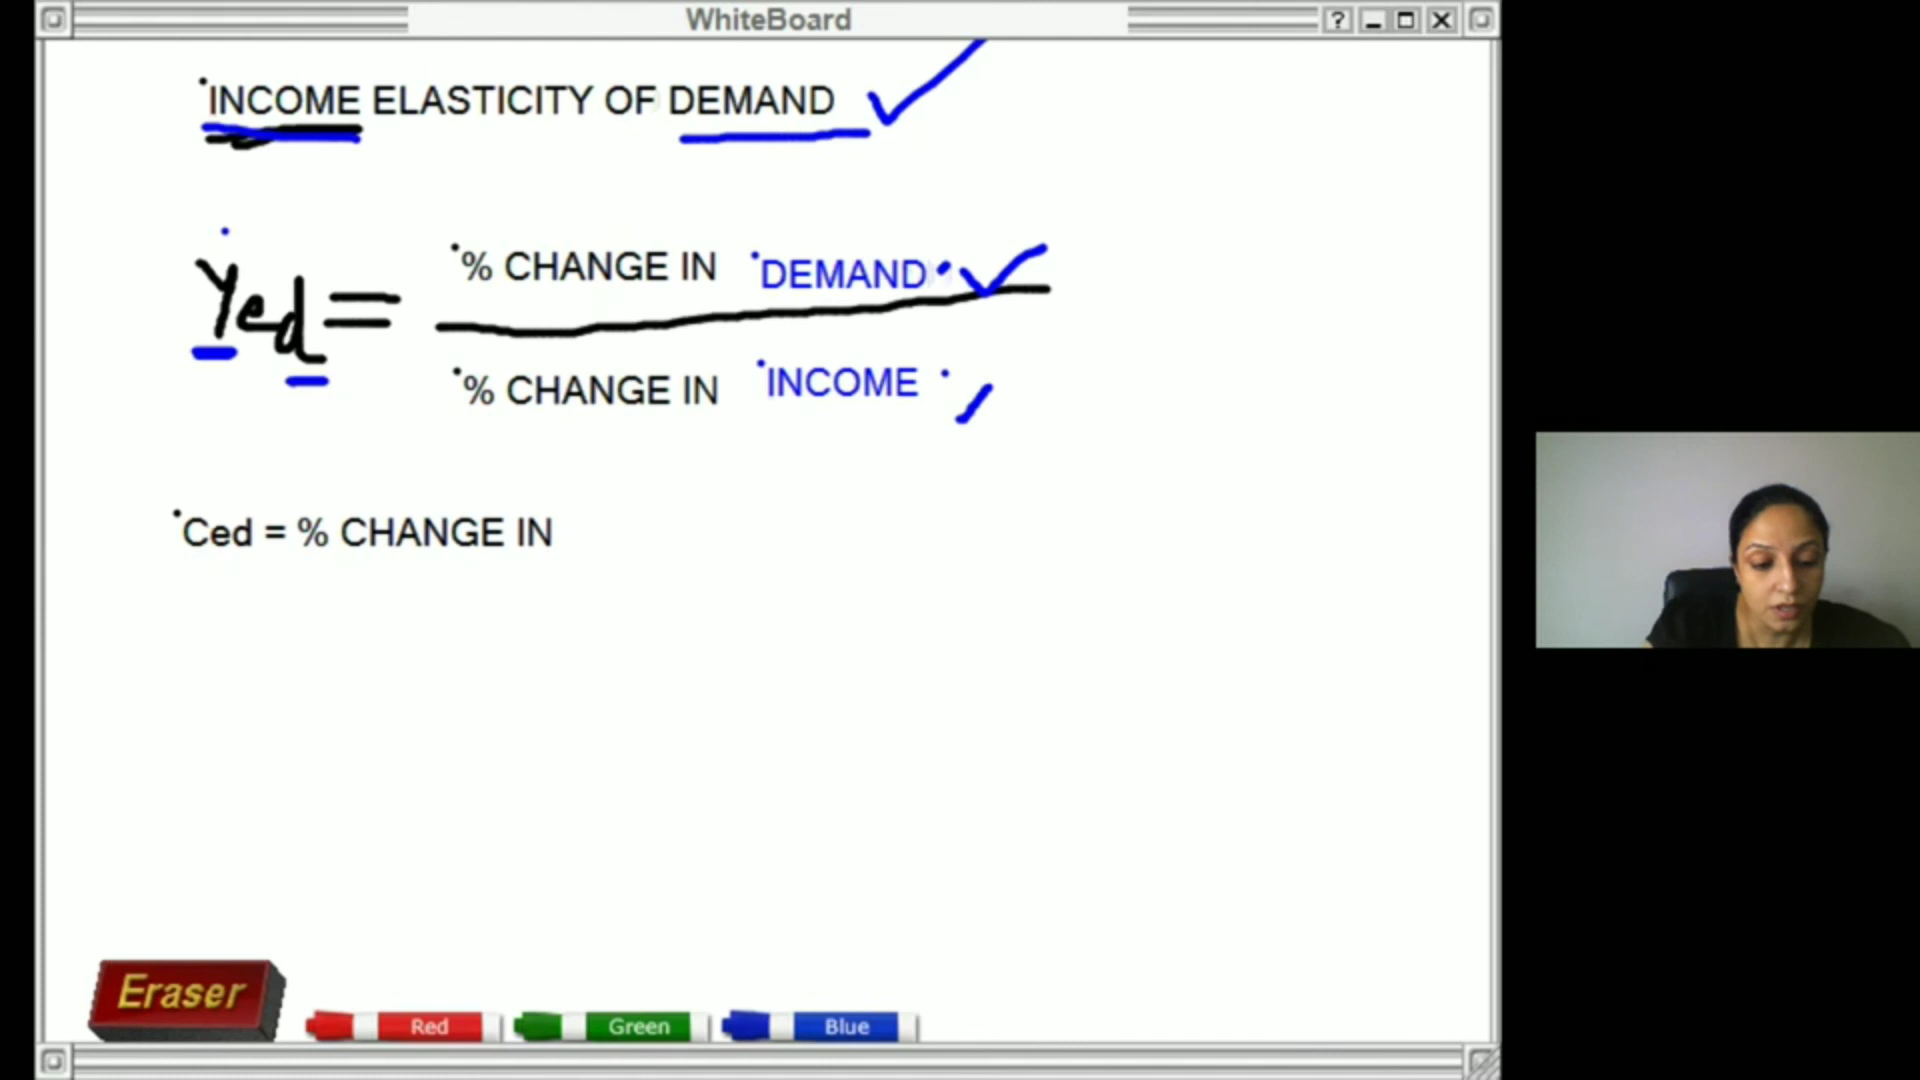 WhiteBoard
INCOME ELASTICITY OF DEMAND
Yed = % CHANGE IN DEMAND
% CHANGE IN INCOME
Ced = % CHANGE IN
Eraser Red Green Blue